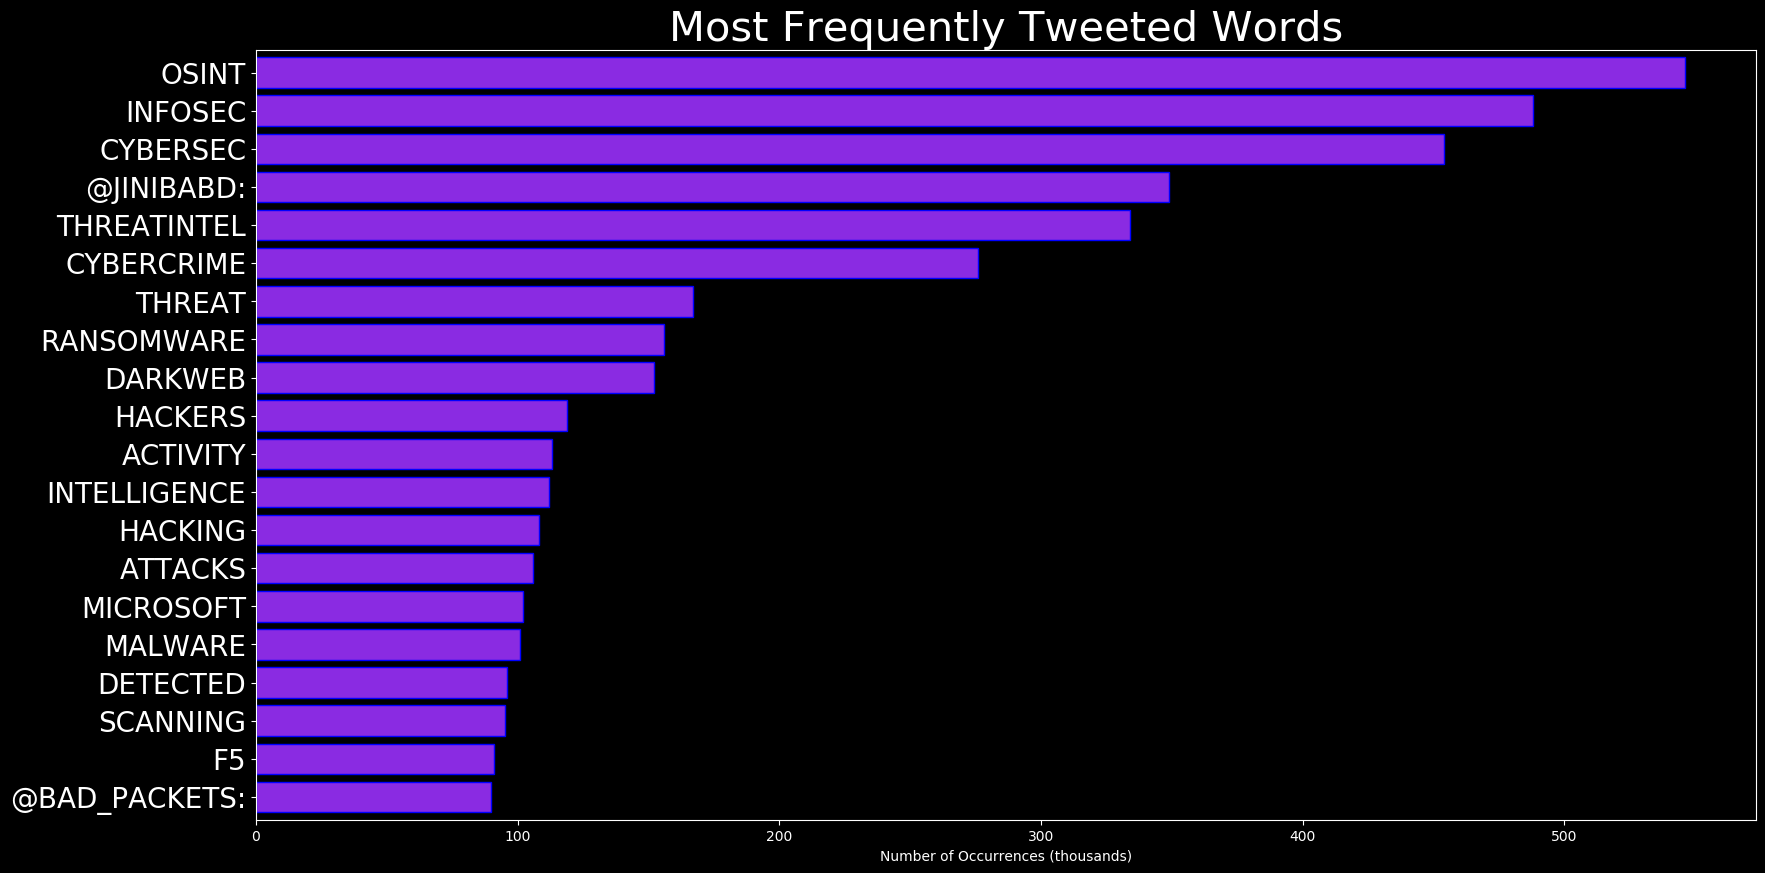 Most Frequently Tweeted Words
OSINT
INFOSEC
CYBERSEC
@JINIBABD:
THREATINTEL
CYBERCRIME
THREAT
RANSOMWARE
DARKWEB
HACKERS
ACTIVITY
INTELLIGENCE
HACKING
ATTACKS
MICROSOFT
MALWARE
DETECTED
SCANNING
F5
@BAD_PACKETS:
0 100 200 300 400 500
Number of Occurrences (thousands)